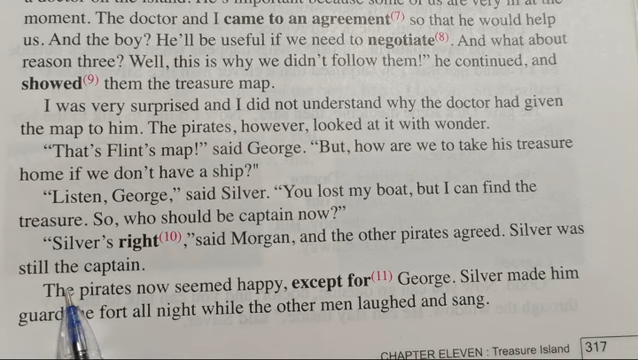 moment. The doctor and I came to an agreement(7) so that he would help
us. And the boy? He'll be useful if we need to negotiate(8). And what about
reason three? Well, this is why we didn't follow them!" he continued, and
showed(9) them the treasure map.
I was very surprised and I did not understand why the doctor had given
the map to him. The pirates, however, looked at it with wonder.
"That's Flint's map!" said George. "But, how are we to take his treasure
home if we don't have a ship?"
"Listen, George," said Silver. "You lost my boat, but I can find the
treasure. So, who should be captain now?"
"Silver's right(10),"said Morgan, and the other pirates agreed. Silver was
still the captain.
The pirates now seemed happy, except for(11) George. Silver made him
guard fort all night while the other men laughed and sang.
CHAPTER ELEVEN : Treasure Island 317